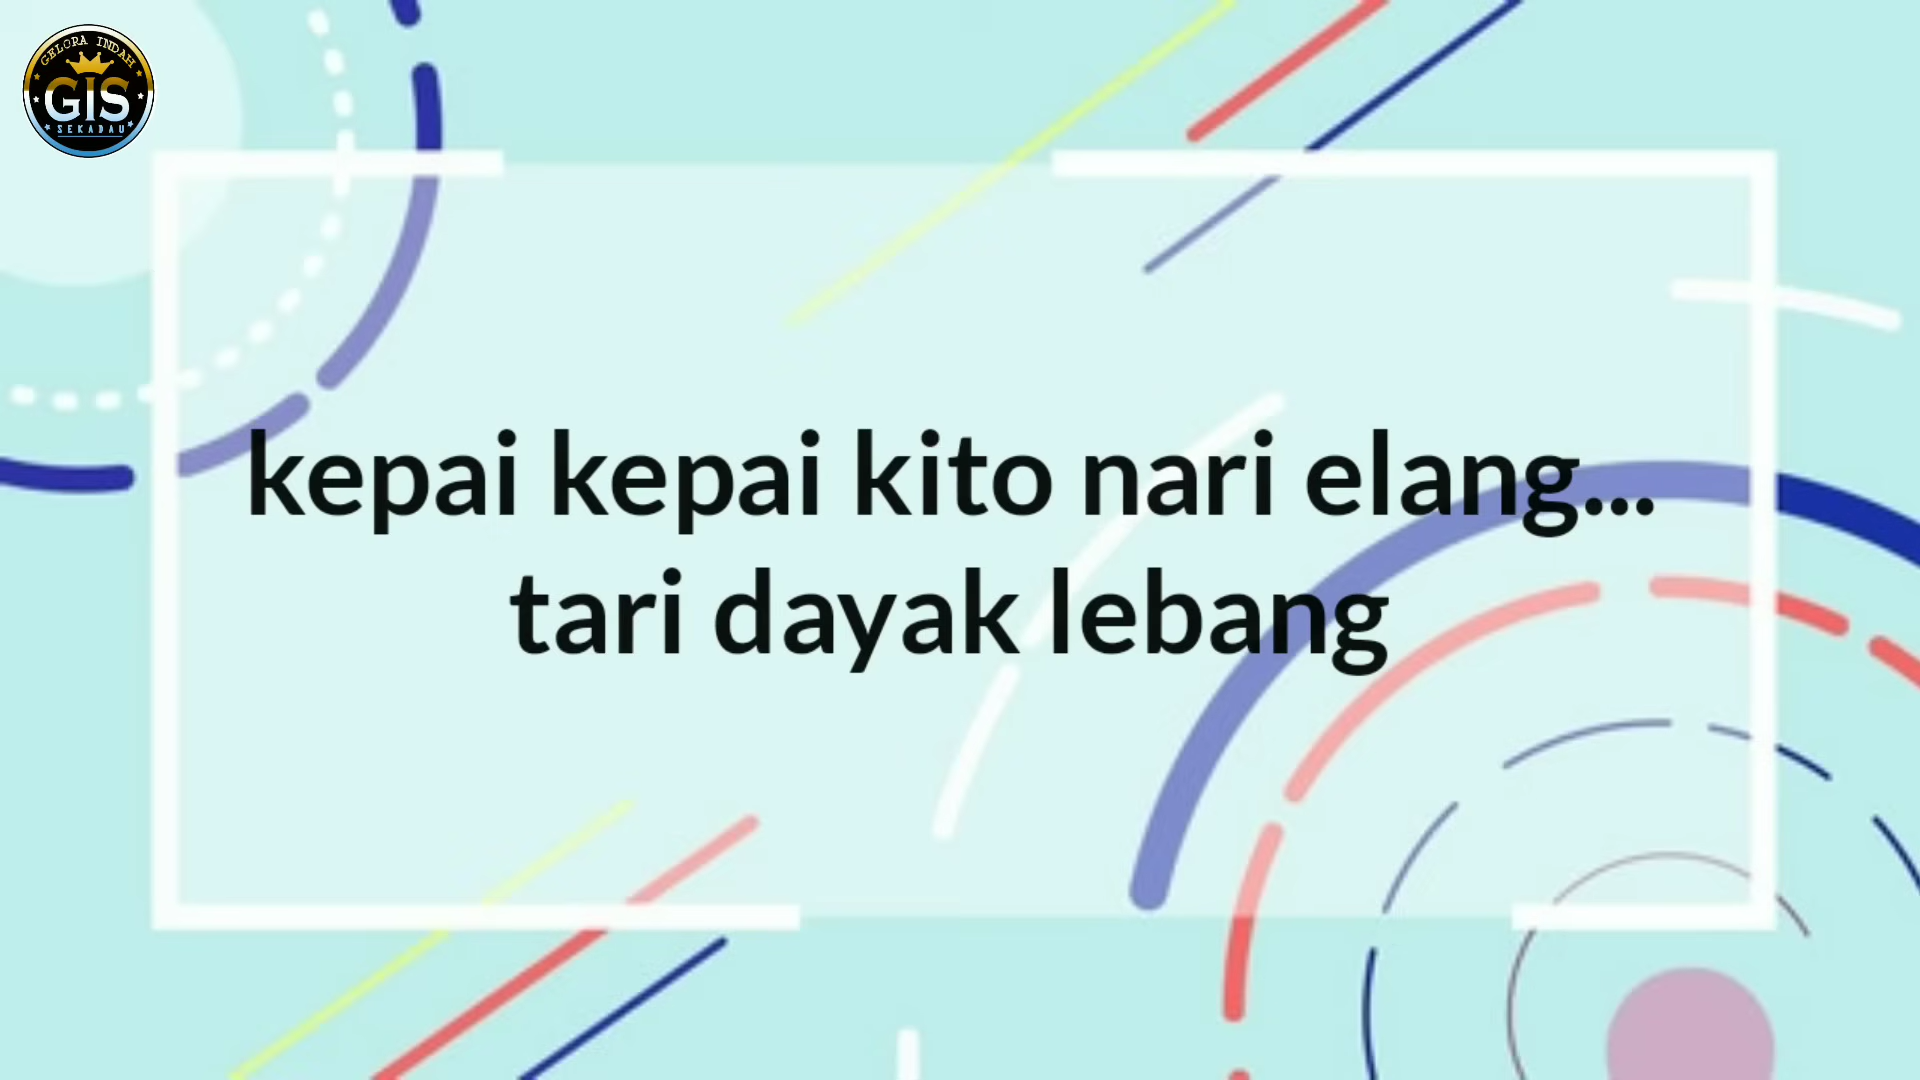 GELORA INDAH
GIS
SEKADAU
kepai kepai kito nari elang...
tari dayak lebang